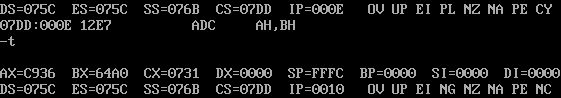 DS=075C ES=075C SS=076B CS=07DD IP=000E OV UP EI PL NZ NA PE CY
07DD:000E 12E7 ADC AH,BH
-t
AX=C936 BX=64A0 CX=0731 DX=0000 SP=FFFC BP=0000 SI=0000 DI=0000
DS=075C ES=075C SS=076B CS=07DD IP=0010 OV UP EI NG NZ NA PE NC